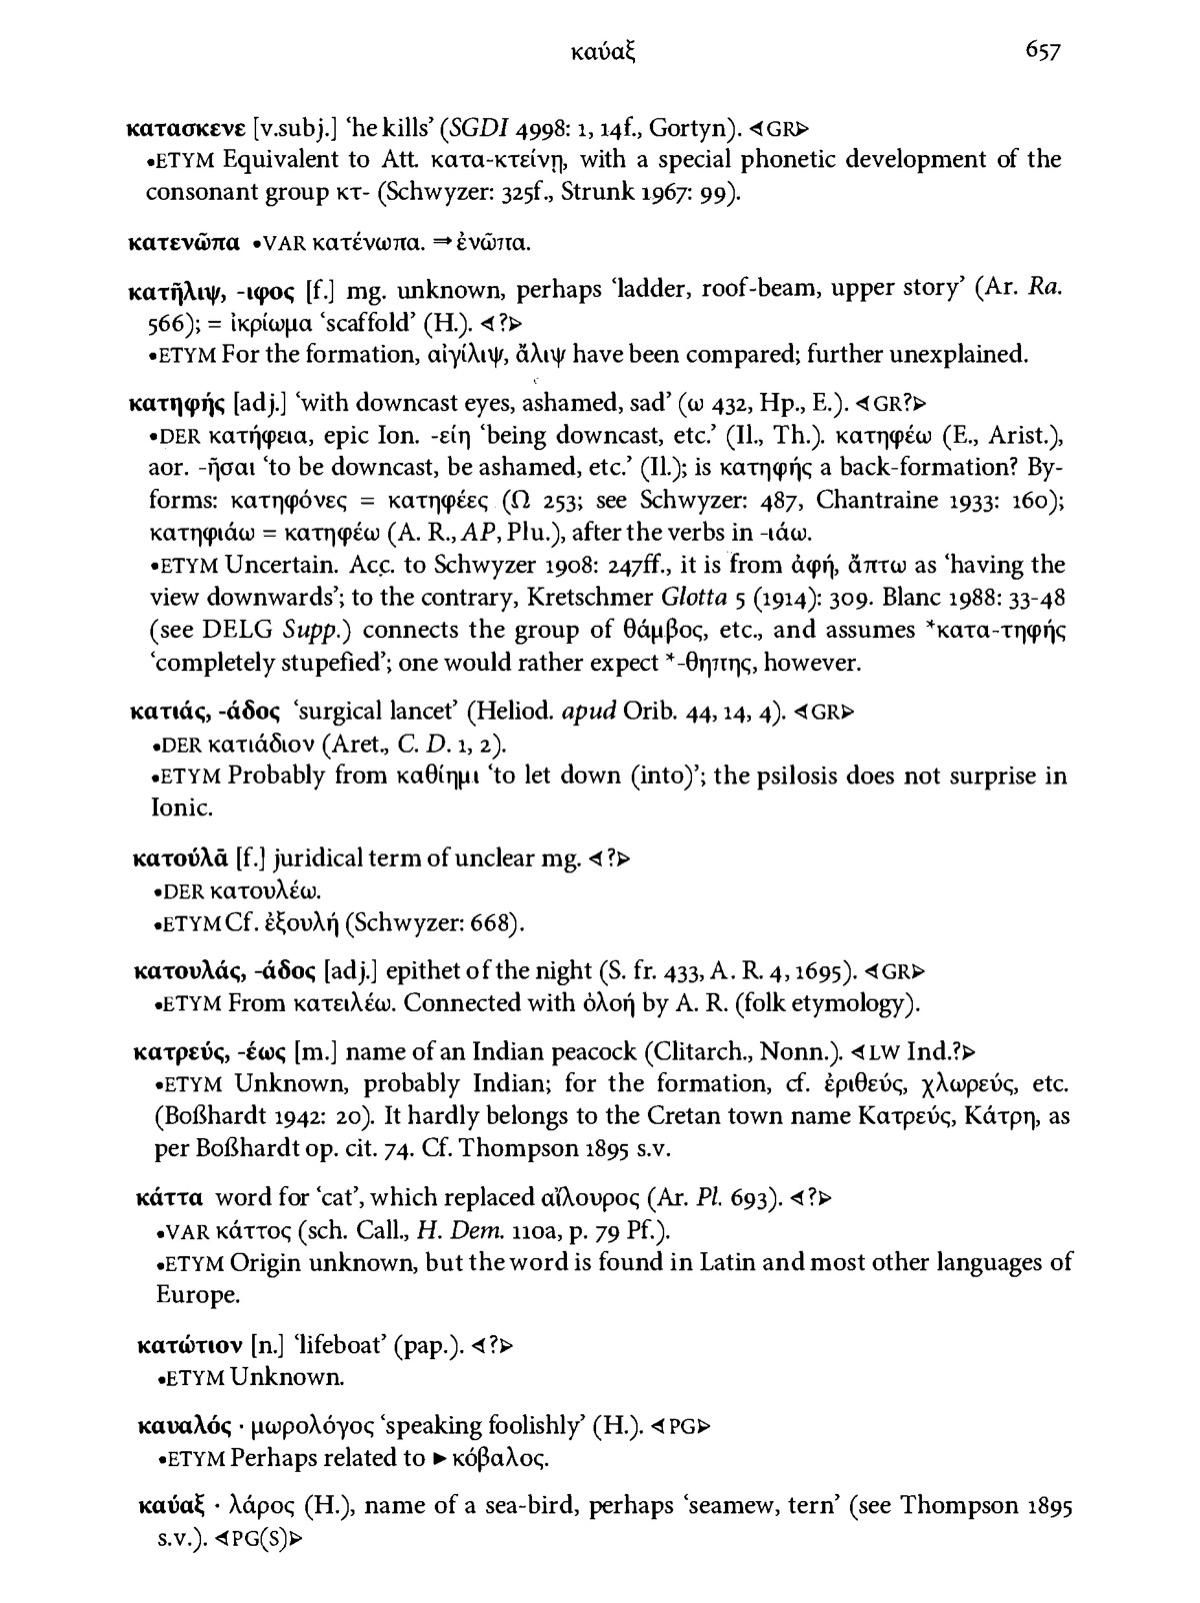 καύαξ 657
κατασκενε [v.subj.] ‘he kills’ (SGDI 4998: 1, 14f., Gortyn). ⊲GR⊳
•ETYM Equivalent to Att. κατα-κτείνῃ, with a special phonetic development of the
consonant group κτ- (Schwyzer: 325f., Strunk 1967: 99).
κατενῶπα •VAR κατένωπα. ⇒ἐνῶπα.
κατῆλιψ, -ιφος [f.] mg. unknown, perhaps ‘ladder, roof-beam, upper story’ (Ar. Ra.
566); = ἰκρίωμα ‘scaffold’ (H.). ⊲?⊳
•ETYM For the formation, αἰγίλιψ, ἄλιψ have been compared; further unexplained.
κατηφής [adj.] ‘with downcast eyes, ashamed, sad’ (ω 432, Hp., E.). ⊲GR?⊳
•DER κατήφεια, epic Ion. -είη ‘being downcast, etc.’ (Il., Th.). κατηφέω (E., Arist.),
aor. -ῆσαι ‘to be downcast, be ashamed, etc.’ (Il.); is κατηφής a back-formation? By-
forms: κατηφόνες = κατηφέες (Ω 253; see Schwyzer: 487, Chantraine 1933: 160);
κατηφιάω = κατηφέω (A. R., AP, Plu.), after the verbs in -ιάω.
•ETYM Uncertain. Acc. to Schwyzer 1908: 247ff., it is from ἁφή, ἅπτω as ‘having the
view downwards’; to the contrary, Kretschmer Glotta 5 (1914): 309. Blanc 1988: 33-48
(see DELG Supp.) connects the group of θάμβος, etc., and assumes *κατα-τηφής
‘completely stupefied’; one would rather expect *-θηπης, however.
κατιάς, -άδος ‘surgical lancet’ (Heliod. apud Orib. 44, 14, 4). ⊲GR⊳
•DER κατιάδιον (Aret., C. D. 1, 2).
•ETYM Probably from καθίημι ‘to let down (into)’; the psilosis does not surprise in
Ionic.
κατούλᾱ [f.] juridical term of unclear mg. ⊲?⊳
•DER κατουλέω.
•ETYM Cf. ἐξουλή (Schwyzer: 668).
κατουλάς, -άδος [adj.] epithet of the night (S. fr. 433, A. R. 4, 1695). ⊲GR⊳
•ETYM From κατειλέω. Connected with ὀλοή by A. R. (folk etymology).
κατρεύς, -έως [m.] name of an Indian peacock (Clitarch., Nonn.). ⊲LW Ind.?⊳
•ETYM Unknown, probably Indian; for the formation, cf. ἐριθεύς, χλωρεύς, etc.
(Boßhardt 1942: 20). It hardly belongs to the Cretan town name Κατρεύς, Κάτρη, as
per Boßhardt op. cit. 74. Cf. Thompson 1895 s.v.
κάττα word for ‘cat’, which replaced αἴλουρος (Ar. Pl. 693). ⊲?⊳
•VAR κάττος (sch. Call., H. Dem. 110a, p. 79 Pf.).
•ETYM Origin unknown, but the word is found in Latin and most other languages of
Europe.
κατώτιον [n.] ‘lifeboat’ (pap.). ⊲?⊳
•ETYM Unknown.
καυαλός · μωρολόγος ‘speaking foolishly’ (H.). ⊲PG⊳
•ETYM Perhaps related to ►κόβαλος.
καύαξ · λάρος (H.), name of a sea-bird, perhaps ‘seamew, tern’ (see Thompson 1895
s.v.). ⊲PG(S)⊳